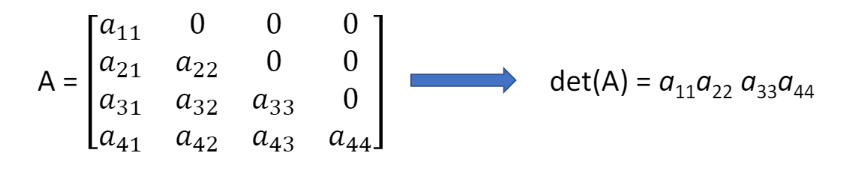 A = [a₁₁ 0 0 0
a₂₁ a₂₂ 0 0
a₃₁ a₃₂ a₃₃ 0
a₄₁ a₄₂ a₄₃ a₄₄]
det(A) = a₁₁a₂₂ a₃₃a₄₄